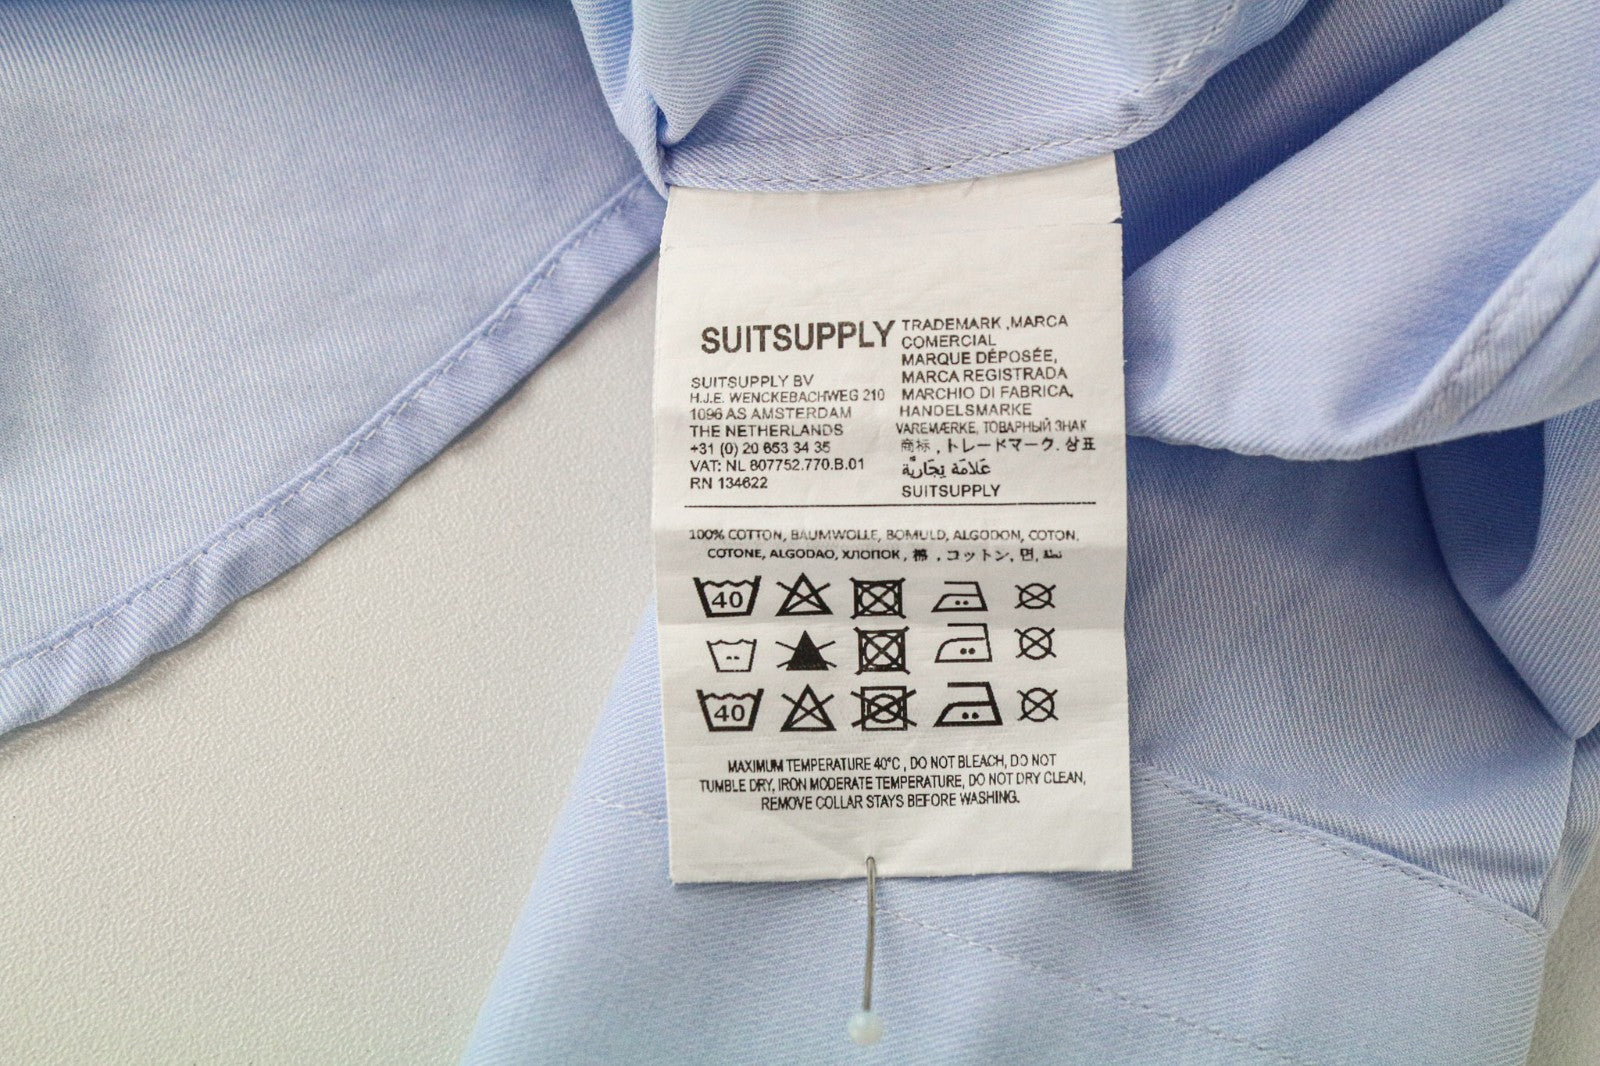 SUITSUPPLY
SUITSUPPLY BV
H.J.E. WENCKEBACHWEG 210
1096 AS AMSTERDAM
THE NETHERLANDS
+31 (0) 20 653 34 35
VAT: NL 807752.770.B.01
RN 134622
TRADEMARK ,MARCA
COMERCIAL
MARQUE DÉPOSÉE,
MARCA REGISTRADA
MARCHIO DI FABRICA,
HANDELSMARKE
VAREMÆRKE, ТОВАРНЫЙ ЗНАК
商标 , トレードマーク. 상표
عَلَامَة تِجَارِيَّة
SUITSUPPLY
100% COTTON, BAUMWOLLE, BOMULD, ALGODON, COTON,
COTONE, ALGODAO, ХЛОПОК , 棉 , コットン, 면,
40
40
MAXIMUM TEMPERATURE 40°C , DO NOT BLEACH, DO NOT
TUMBLE DRY, IRON MODERATE TEMPERATURE, DO NOT DRY CLEAN,
REMOVE COLLAR STAYS BEFORE WASHING.